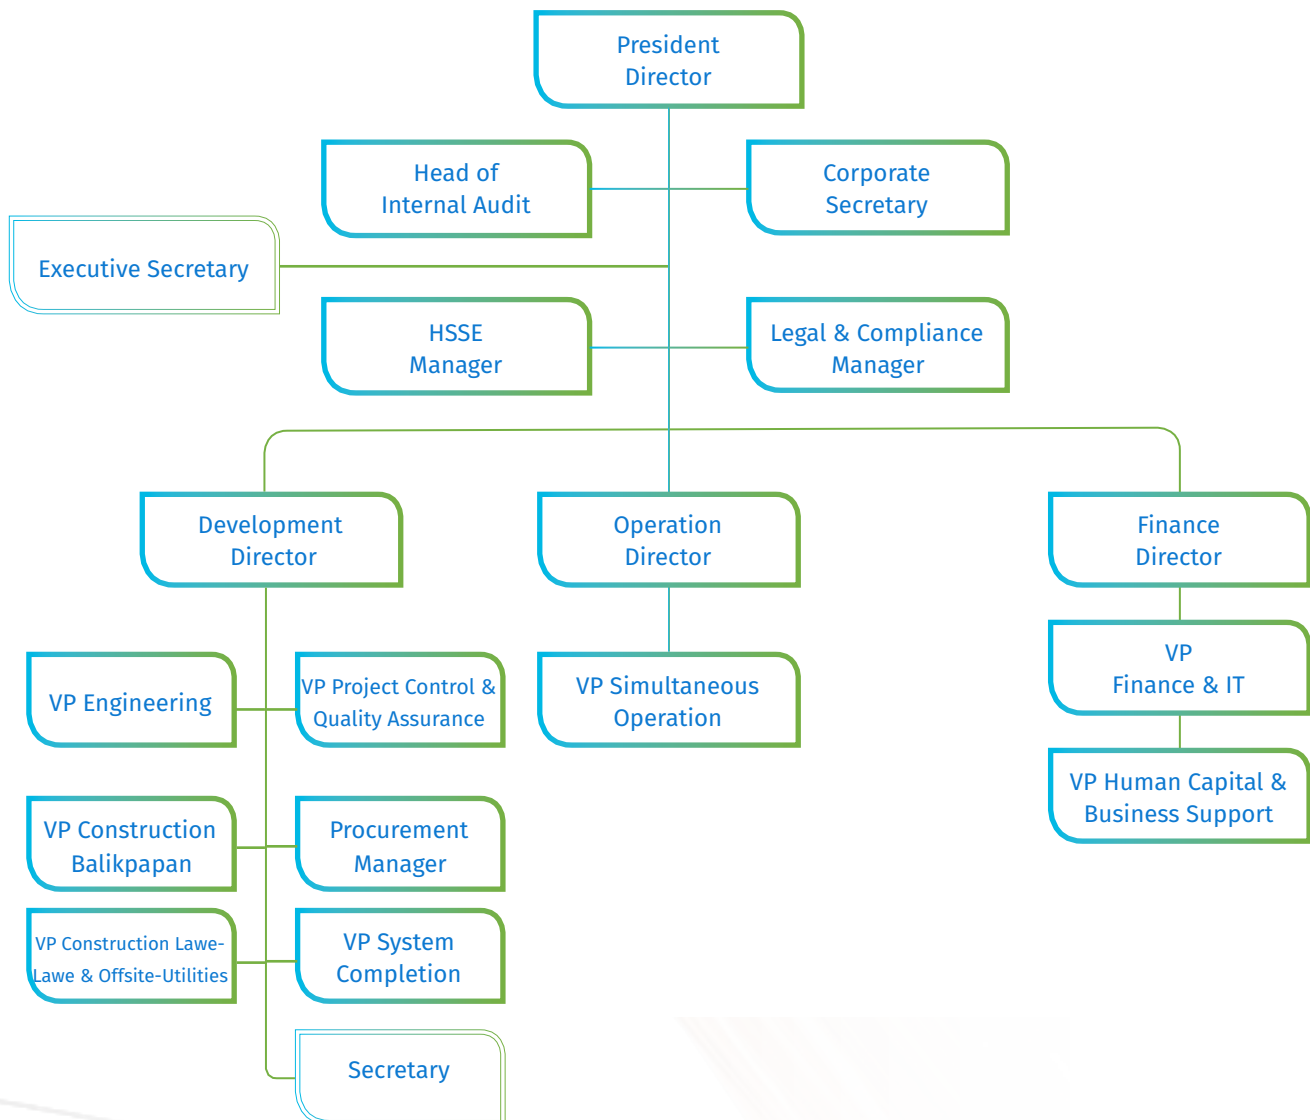 President
Director
Head of
Internal Audit
Corporate
Secretary
Executive Secretary
HSSE
Manager
Legal & Compliance
Manager
Development
Director
Operation
Director
Finance
Director
VP Engineering
VP Project Control &
Quality Assurance
VP Simultaneous
Operation
VP
Finance & IT
VP Human Capital &
Business Support
VP Construction
Balikpapan
Procurement
Manager
VP Construction Lawe-
Lawe & Offsite-Utilities
VP System
Completion
Secretary